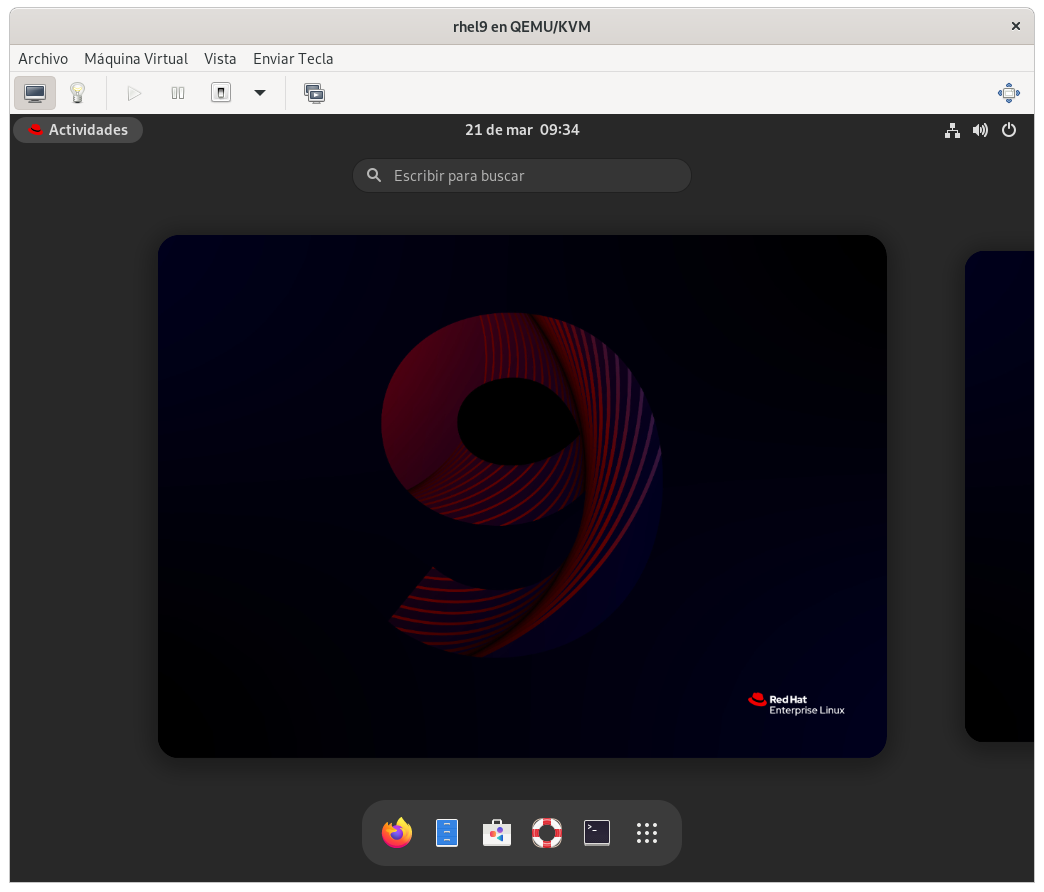 rhel9 en QEMU/KVM
Archivo Máquina Virtual Vista Enviar Tecla
Actividades 21 de mar 09:34
Escribir para buscar
9
Red Hat
Enterprise Linux
>_